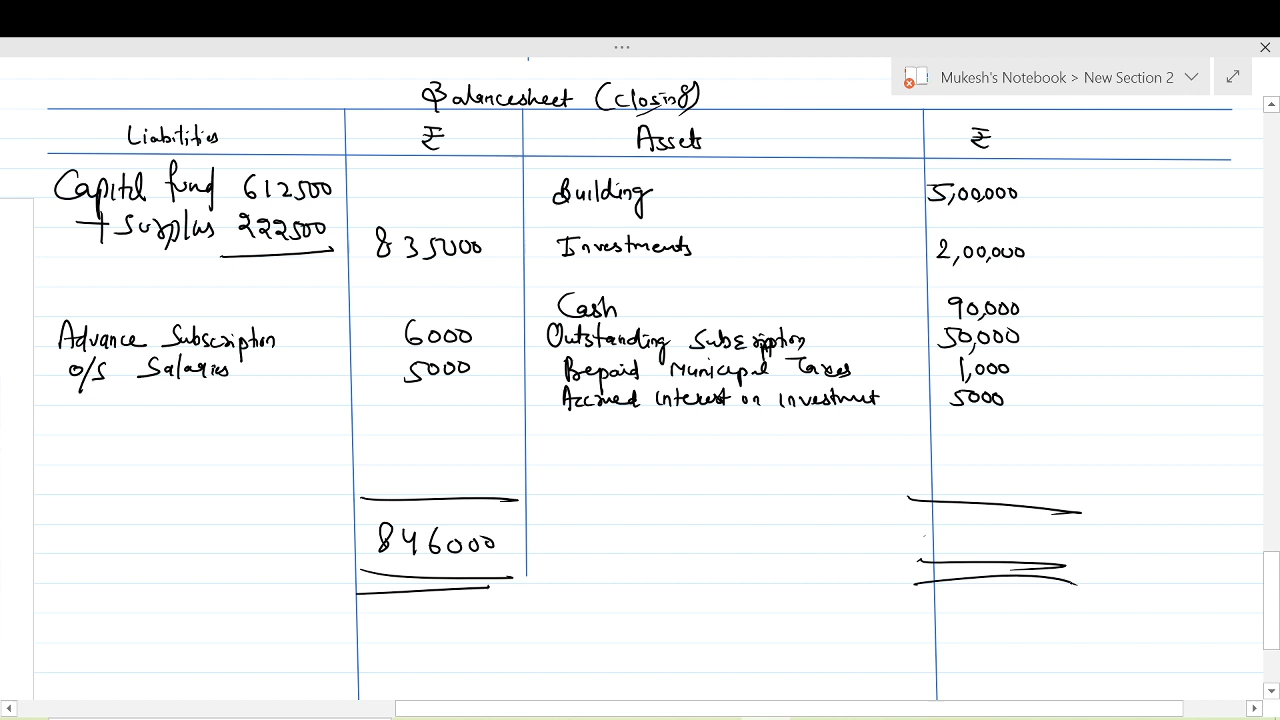 Mukesh's Notebook > New Section 2
Balancesheet (closing)
Liabilities ₹ Assets ₹
Capital fund 612500 Building 5,00,000
+ Surplus 222500 835000 Investments 2,00,000
Cash 90,000
Advance Subscription 6000 Outstanding Subscription 50,000
o/s Salaries 5000 Prepaid Municipal Taxes 1,000
Accrued interest on investment 5000
846000